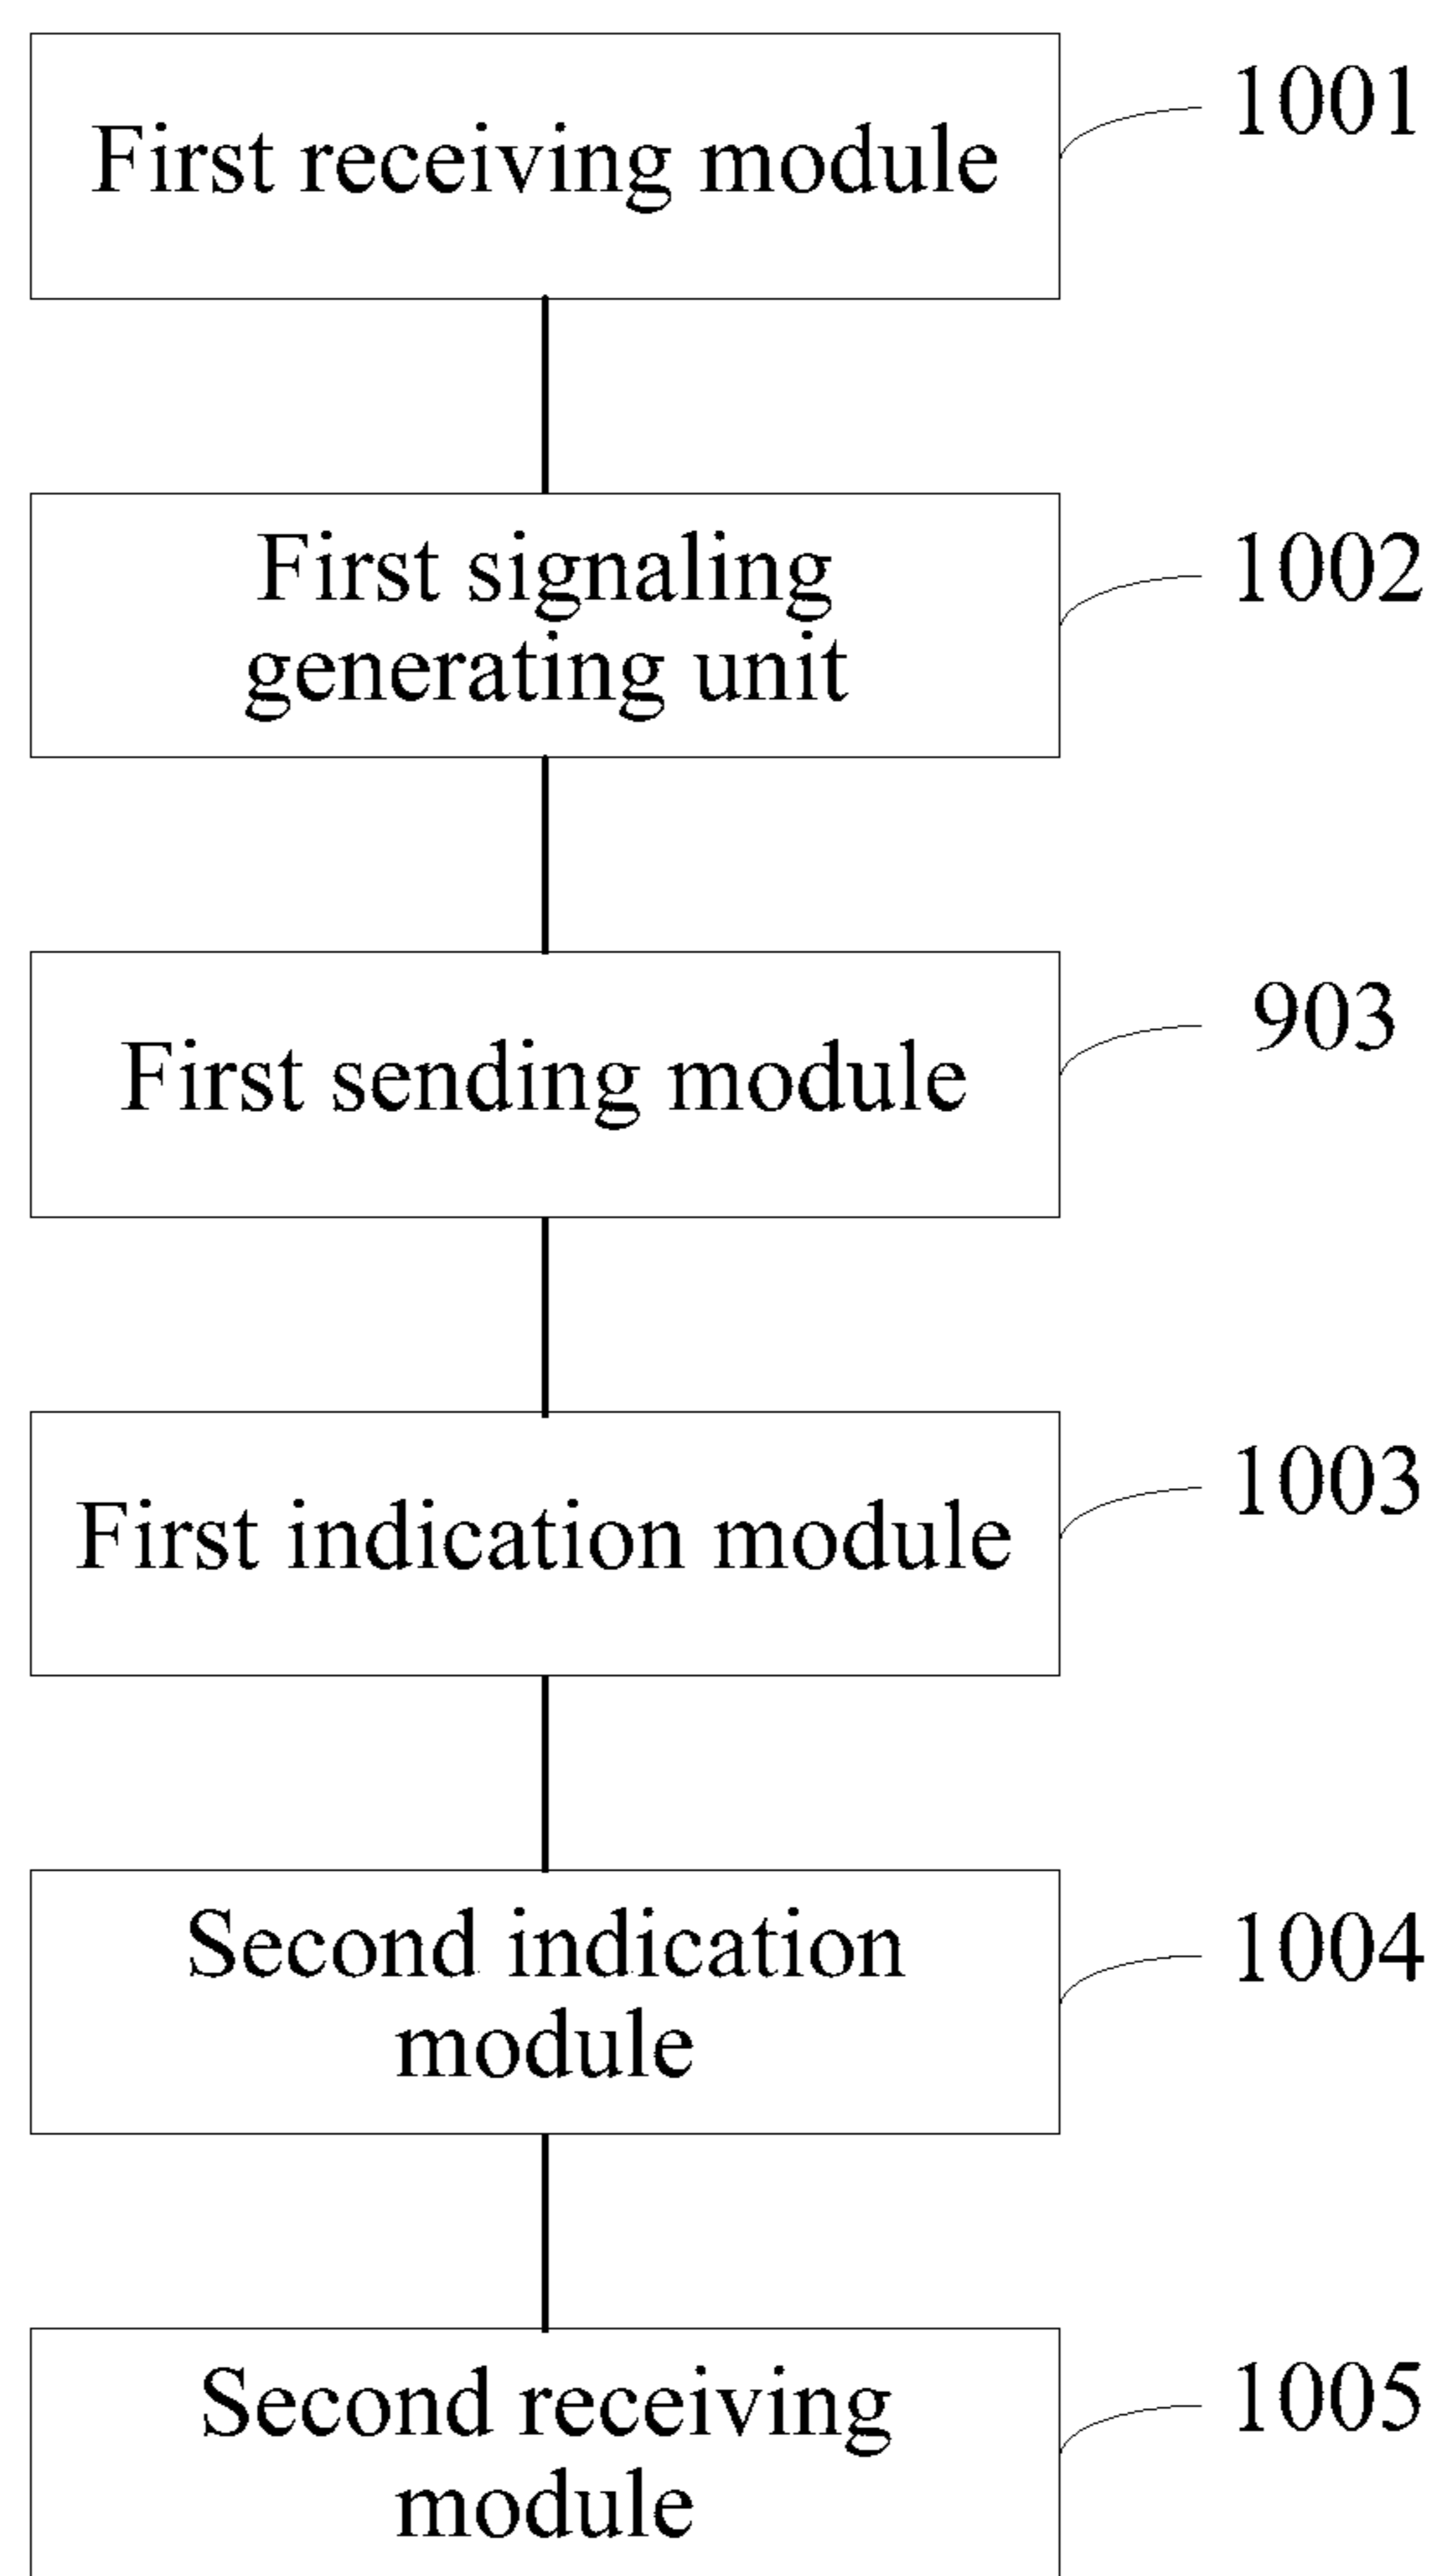 First receiving module
1001
First signaling
generating unit
1002
First sending module
903
First indication module
1003
Second indication
module
1004
Second receiving
module
1005